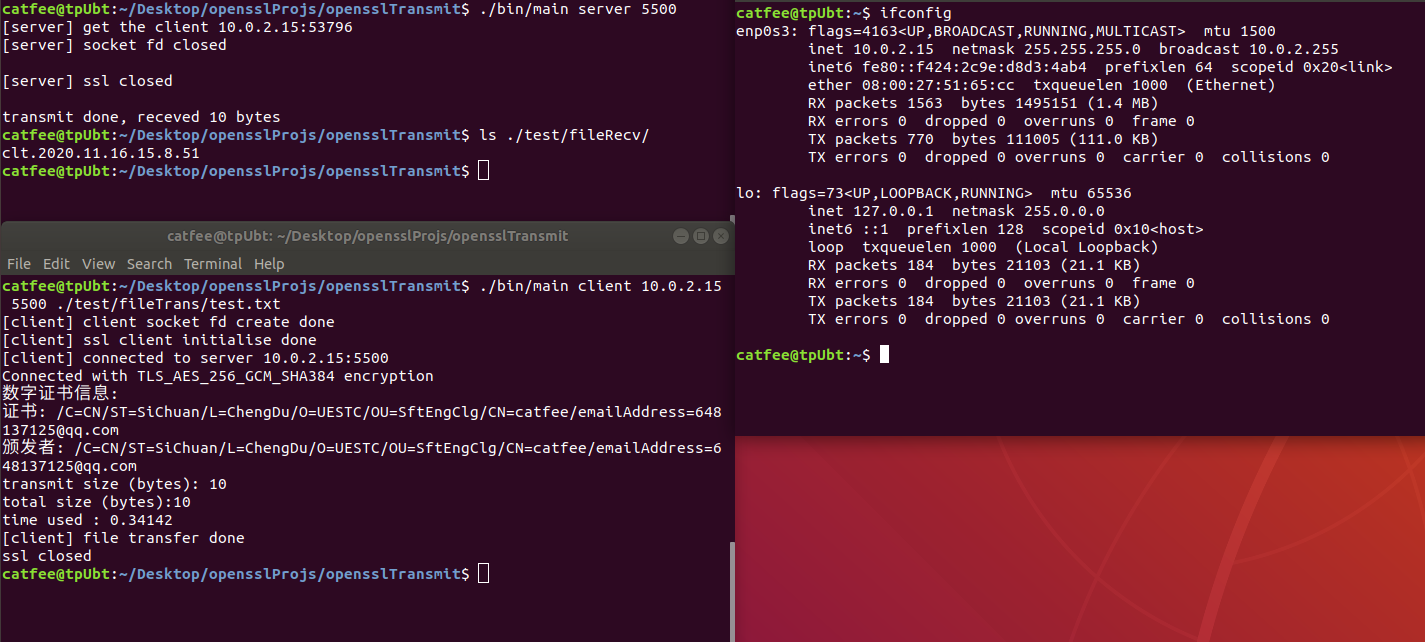 catfee@tpUbt:~/Desktop/opensslProjs/opensslTransmit$ ./bin/main server 5500
[server] get the client 10.0.2.15:53796
[server] socket fd closed
[server] ssl closed
transmit done, receved 10 bytes
catfee@tpUbt:~/Desktop/opensslProjs/opensslTransmit$ ls ./test/fileRecv/
clt.2020.11.16.15.8.51
catfee@tpUbt:~/Desktop/opensslProjs/opensslTransmit$
catfee@tpUbt: ~/Desktop/opensslProjs/opensslTransmit
File Edit View Search Terminal Help
catfee@tpUbt:~/Desktop/opensslProjs/opensslTransmit$ ./bin/main client 10.0.2.15
 5500 ./test/fileTrans/test.txt
[client] client socket fd create done
[client] ssl client initialise done
[client] connected to server 10.0.2.15:5500
Connected with TLS_AES_256_GCM_SHA384 encryption
数字证书信息:
证书: /C=CN/ST=SiChuan/L=ChengDu/O=UESTC/OU=SftEngClg/CN=catfee/emailAddress=648
137125@qq.com
颁发者: /C=CN/ST=SiChuan/L=ChengDu/O=UESTC/OU=SftEngClg/CN=catfee/emailAddress=6
48137125@qq.com
transmit size (bytes): 10
total size (bytes):10
time used : 0.34142
[client] file transfer done
ssl closed
catfee@tpUbt:~/Desktop/opensslProjs/opensslTransmit$
catfee@tpUbt:~$ ifconfig
enp0s3: flags=4163<UP,BROADCAST,RUNNING,MULTICAST>  mtu 1500
        inet 10.0.2.15  netmask 255.255.255.0  broadcast 10.0.2.255
        inet6 fe80::f424:2c9e:d8d3:4ab4  prefixlen 64  scopeid 0x20<link>
        ether 08:00:27:51:65:cc  txqueuelen 1000  (Ethernet)
        RX packets 1563  bytes 1495151 (1.4 MB)
        RX errors 0  dropped 0  overruns 0  frame 0
        TX packets 770  bytes 111005 (111.0 KB)
        TX errors 0  dropped 0 overruns 0  carrier 0  collisions 0
lo: flags=73<UP,LOOPBACK,RUNNING>  mtu 65536
        inet 127.0.0.1  netmask 255.0.0.0
        inet6 ::1  prefixlen 128  scopeid 0x10<host>
        loop  txqueuelen 1000  (Local Loopback)
        RX packets 184  bytes 21103 (21.1 KB)
        RX errors 0  dropped 0  overruns 0  frame 0
        TX packets 184  bytes 21103 (21.1 KB)
        TX errors 0  dropped 0 overruns 0  carrier 0  collisions 0
catfee@tpUbt:~$